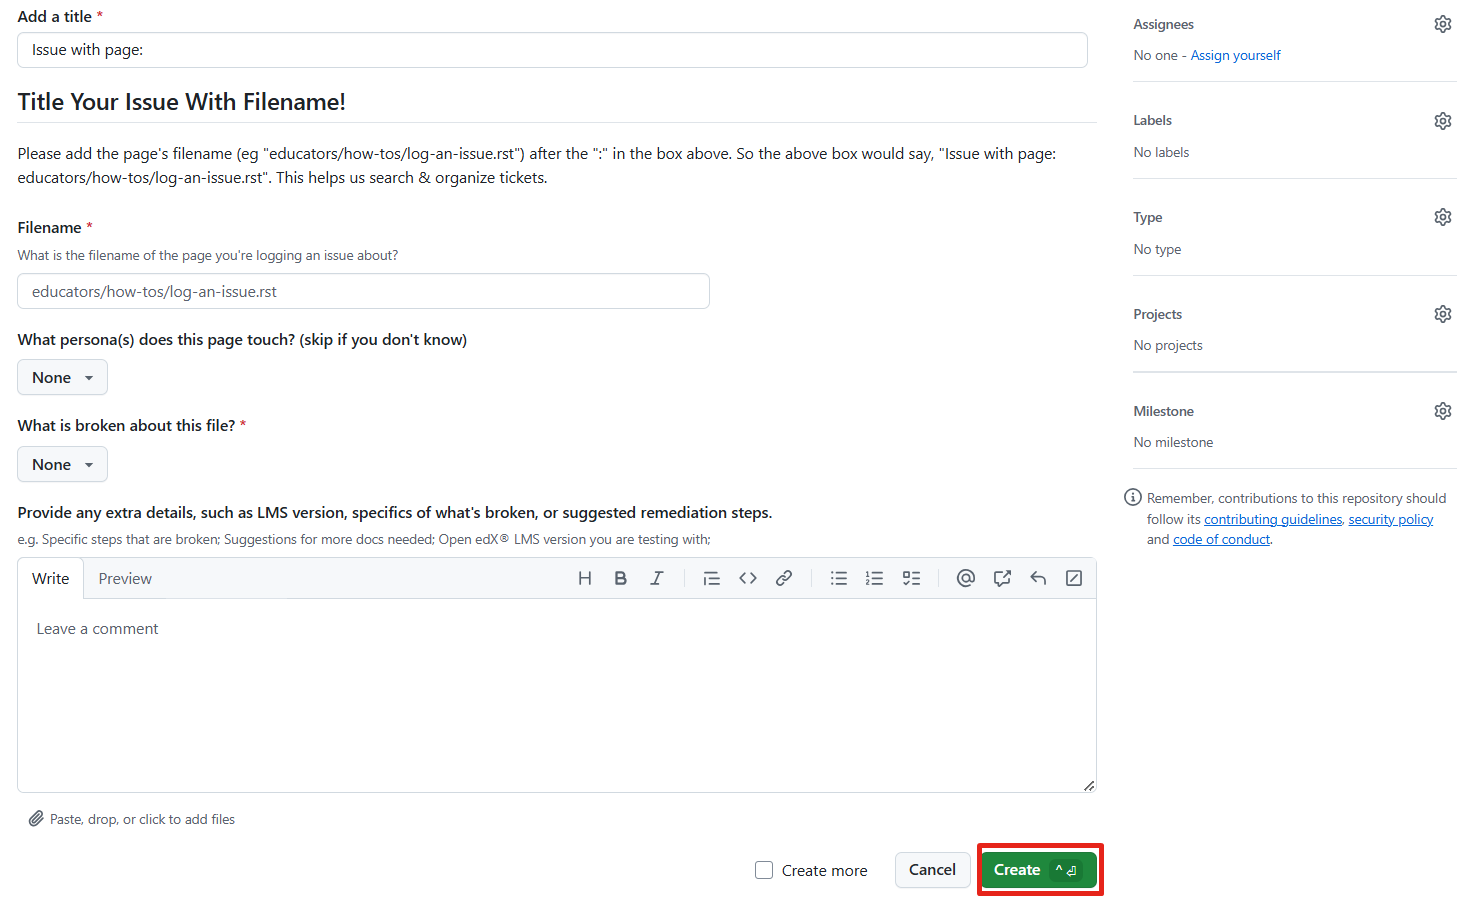 Add a title *
Issue with page:
Title Your Issue With Filename!
Please add the page's filename (eg "educators/how-tos/log-an-issue.rst") after the ":" in the box above. So the above box would say, "Issue with page:
educators/how-tos/log-an-issue.rst". This helps us search & organize tickets.
Filename *
What is the filename of the page you're logging an issue about?
educators/how-tos/log-an-issue.rst
What persona(s) does this page touch? (skip if you don't know)
None
What is broken about this file? *
None
Provide any extra details, such as LMS version, specifics of what's broken, or suggested remediation steps.
e.g. Specific steps that are broken; Suggestions for more docs needed; Open edX® LMS version you are testing with;
Write Preview
Leave a comment
Paste, drop, or click to add files
Create more Cancel Create ^ ⏎
Assignees
No one - Assign yourself
Labels
No labels
Type
No type
Projects
No projects
Milestone
No milestone
Remember, contributions to this repository should
follow its contributing guidelines, security policy
and code of conduct.